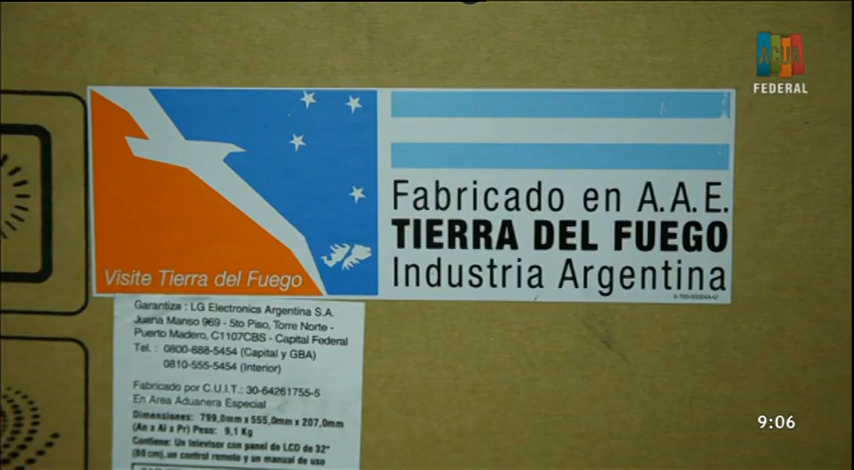 ACUA
FEDERAL
Fabricado en A.A.E.
TIERRA DEL FUEGO
Industria Argentina
Visite Tierra del Fuego
Garantiza : LG Electronics Argentina S.A.
Juana Manso 969 - 5to Piso, Torre Norte -
Puerto Madero, C1107CBS - Capital Federal
Tel. : 0800-888-5454 (Capital y GBA)
0810-555-5454 (Interior)
Fabricado por C.U.I.T.: 30-64261755-5
En Area Aduanera Especial
Dimensiones: 799,0mm x 555,0mm x 207,0mm
(An x Al x Pr) Peso: 9,1 Kg
Contiene: Un televisor con panel de LCD de 32"
(80 cm), un control remoto y un manual de uso
9:06